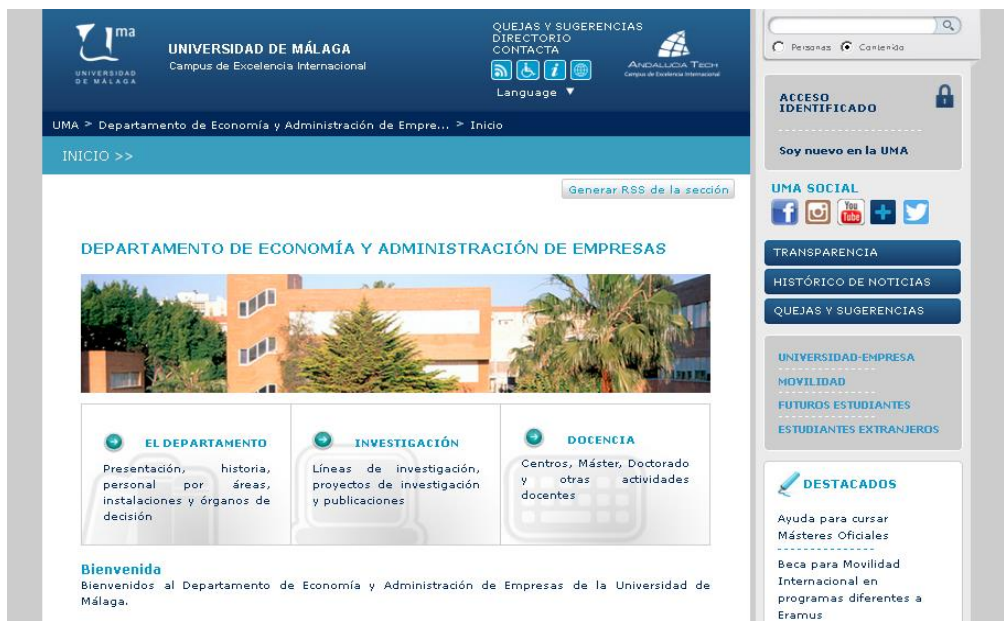 uma
UNIVERSIDAD
DE MÁLAGA
UNIVERSIDAD DE MÁLAGA
Campus de Excelencia Internacional
QUEJAS Y SUGERENCIAS
DIRECTORIO
CONTACTA
Language ▼
ANDALUCÍA TECH
Campus de Excelencia Internacional
UMA > Departamento de Economía y Administración de Empre... > Inicio
INICIO >>
Generar RSS de la sección
DEPARTAMENTO DE ECONOMÍA Y ADMINISTRACIÓN DE EMPRESAS
EL DEPARTAMENTO
Presentación, historia,
personal por áreas,
instalaciones y órganos de
decisión
INVESTIGACIÓN
Líneas de investigación,
proyectos de investigación
y publicaciones
DOCENCIA
Centros, Máster, Doctorado
y otras actividades
docentes
Bienvenida
Bienvenidos al Departamento de Economía y Administración de Empresas de la Universidad de
Málaga.
Personas Contenido
ACCESO
IDENTIFICADO
Soy nuevo en la UMA
UMA SOCIAL
You
Tube
TRANSPARENCIA
HISTÓRICO DE NOTICIAS
QUEJAS Y SUGERENCIAS
UNIVERSIDAD-EMPRESA
MOVILIDAD
FUTUROS ESTUDIANTES
ESTUDIANTES EXTRANJEROS
DESTACADOS
Ayuda para cursar
Másteres Oficiales
Beca para Movilidad
Internacional en
programas diferentes a
Eramus